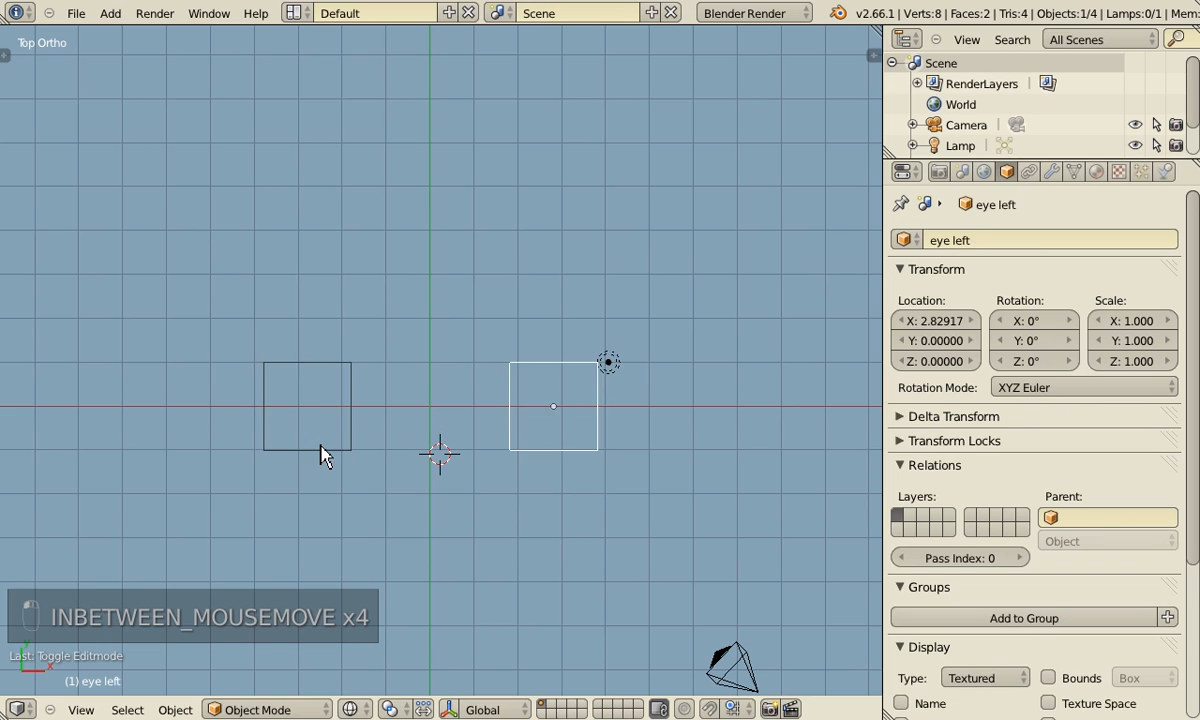 File Add Render Window Help Default Scene Blender Render v2.66.1 | Verts:8 | Faces:2 | Tris:4 | Objects:1/4 | Lamps:0/1 | Mem:
Top Ortho
View Search All Scenes
Scene
RenderLayers |
World
Camera |
Lamp |
eye left
eye left
Transform
Location: Rotation: Scale:
X: 2.82917 X: 0° X: 1.000
Y: 0.00000 Y: 0° Y: 1.000
Z: 0.00000 Z: 0° Z: 1.000
Rotation Mode: XYZ Euler
Delta Transform
Transform Locks
Relations
Layers: Parent:
Object
Pass Index: 0
Groups
Add to Group
Display
Type: Textured Bounds Box
Name Texture Space
INBETWEEN_MOUSEMOVE x4
Last: Toggle Editmode
y
x
(1) eye left
View Select Object Object Mode Global